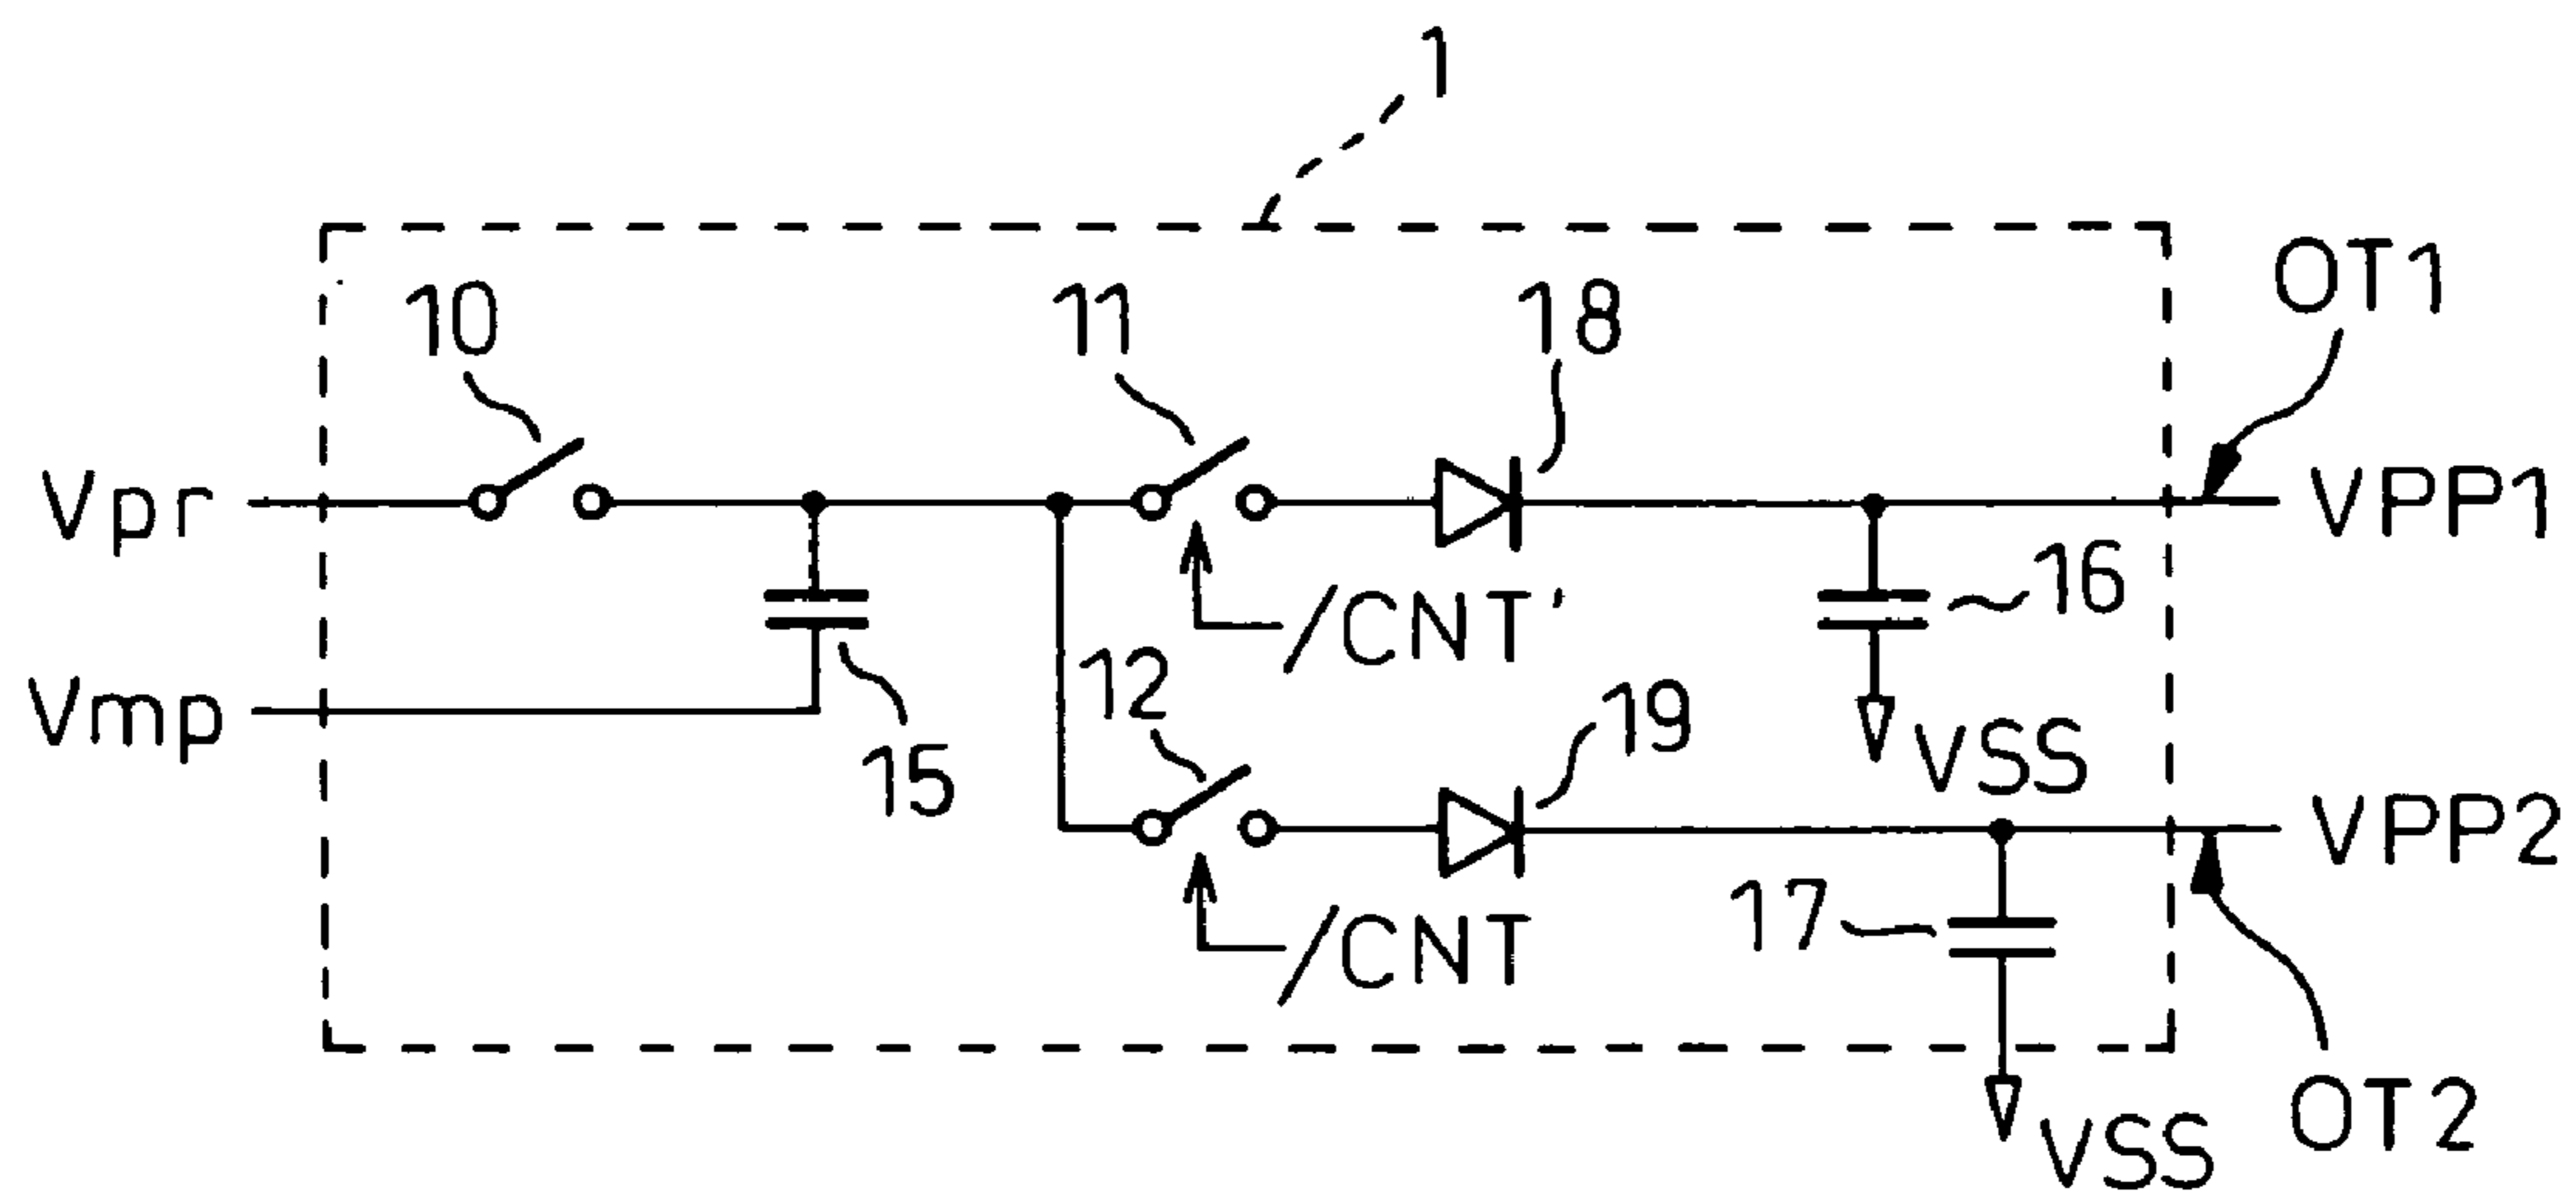 1
OT1
10
11
18
Vpr
VPP1
/CNT'
16
Vmp
12
19
15
VSS
VPP2
17
/CNT
OT2
VSS